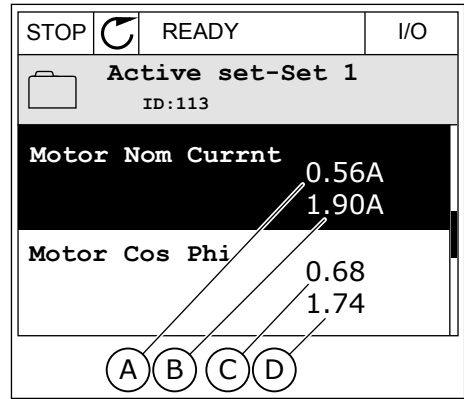 STOP READY I/O
Active set-Set 1
ID:113
Motor Nom Currnt
0.56A
1.90A
Motor Cos Phi
0.68
1.74
A B C D